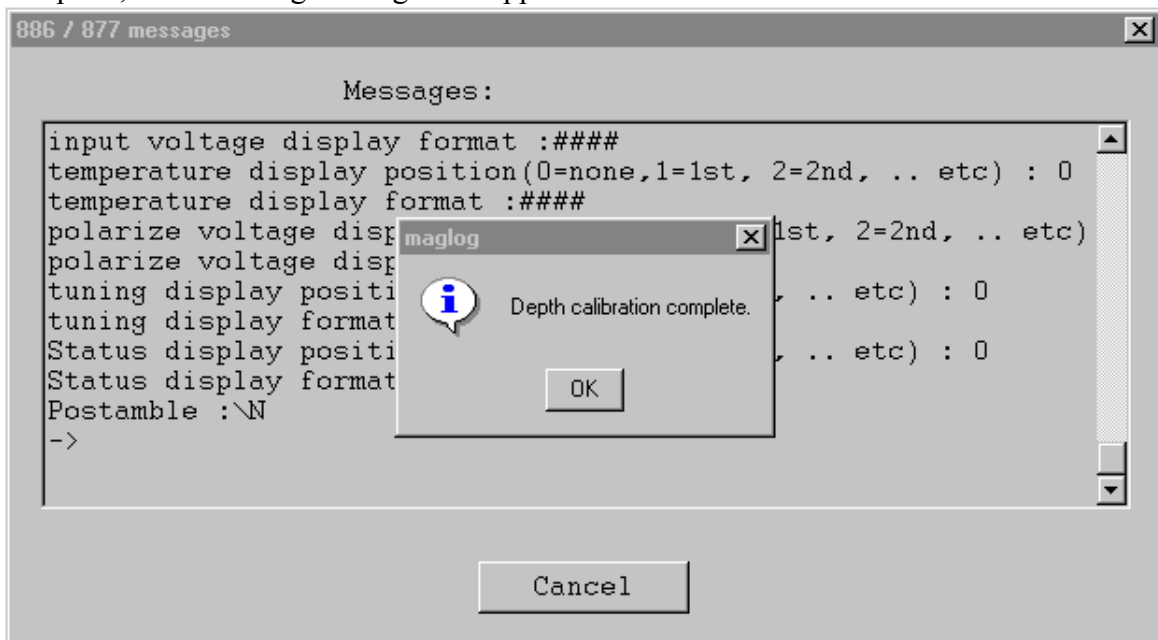 886 / 877 messages
Messages:
input voltage display format :####
temperature display position(0=none,1=1st, 2=2nd, .. etc) : 0
temperature display format :####
polarize voltage disp 1st, 2=2nd, .. etc)
polarize voltage disp
tuning display positi , .. etc) : 0
tuning display format
Status display positi , .. etc) : 0
Status display format
Postamble :\N
->
maglog
Depth calibration complete.
OK
Cancel